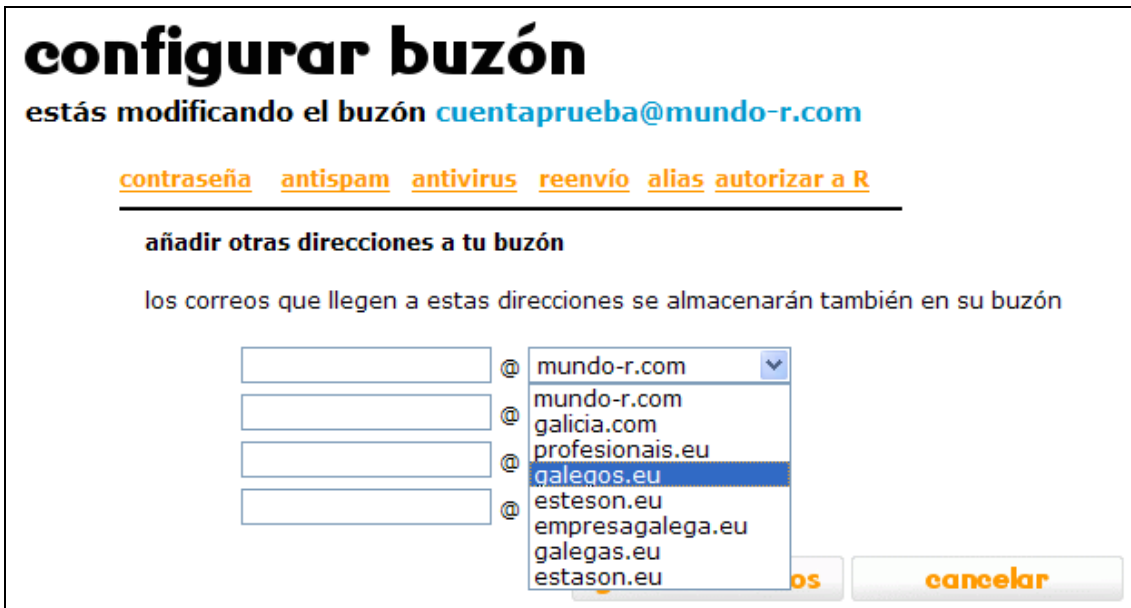 configurar buzón
estás modificando el buzón cuentaprueba@mundo-r.com
contraseña antispam antivirus reenvío alias autorizar a R
añadir otras direcciones a tu buzón
los correos que llegen a estas direcciones se almacenarán también en su buzón
@ mundo-r.com
@
@
@
mundo-r.com
galicia.com
profesionais.eu
galegos.eu
esteson.eu
empresagalega.eu
galegas.eu
estason.eu
cancelar